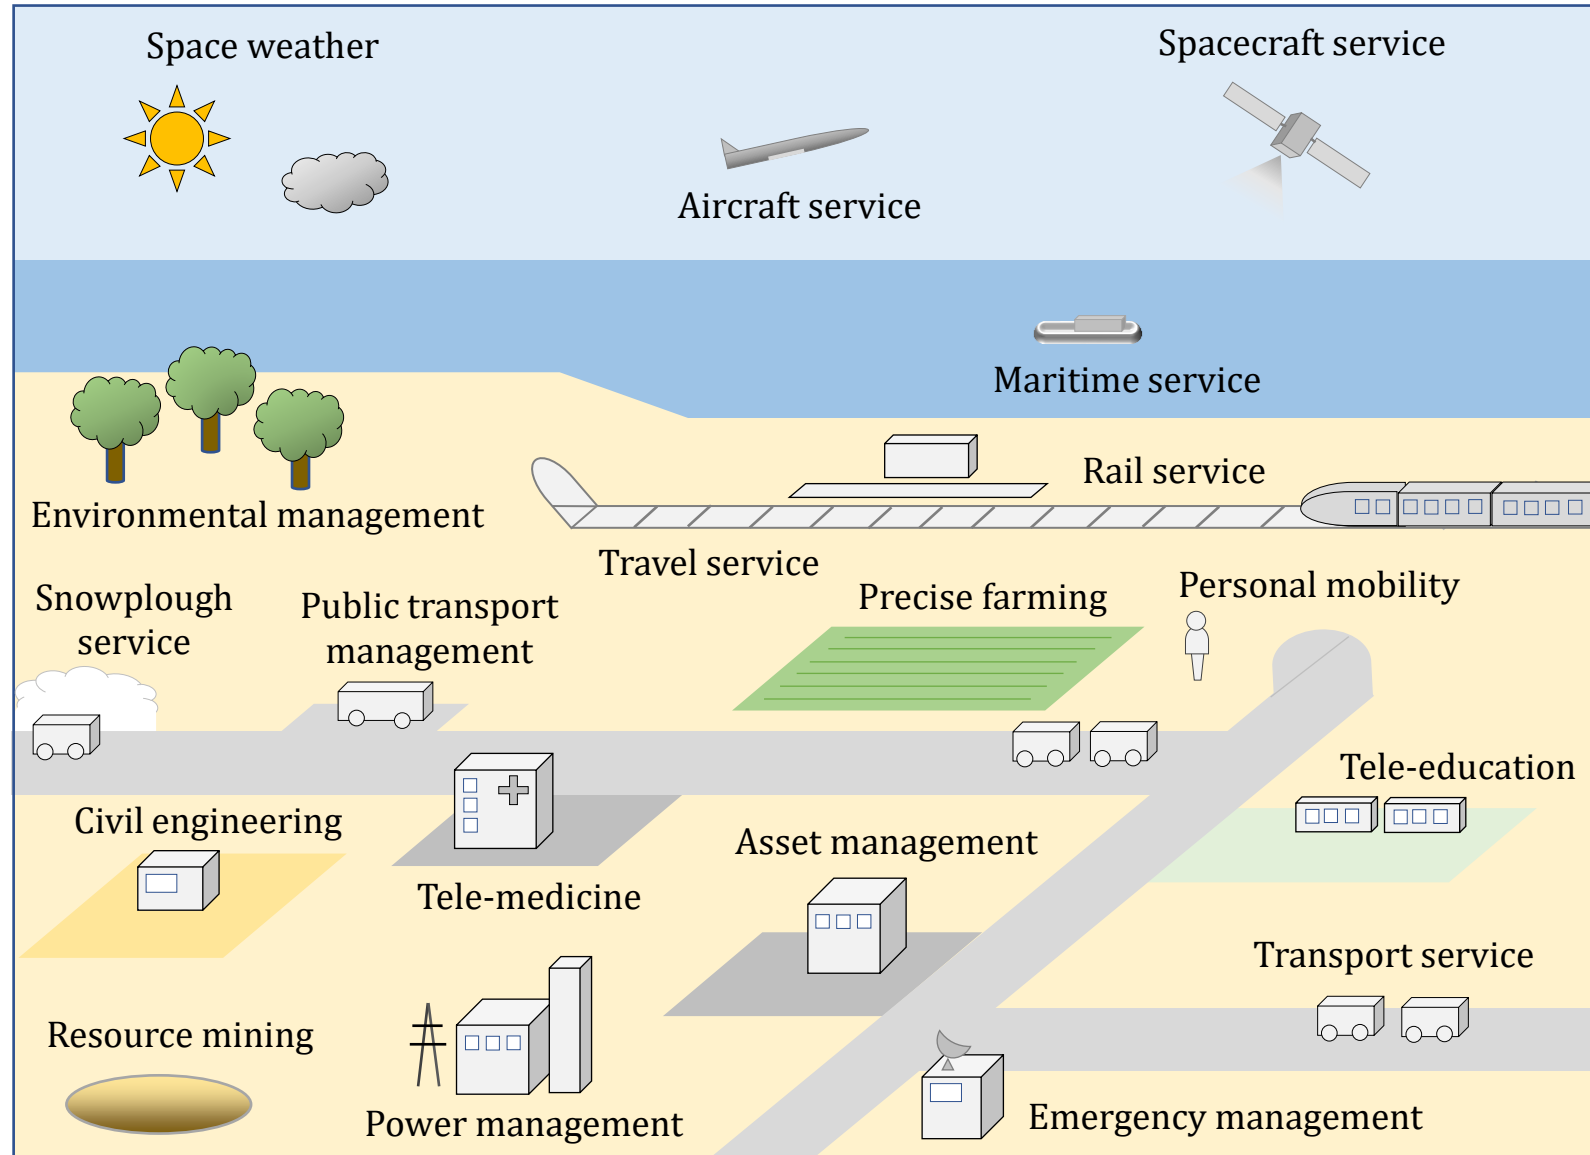 Space weather
Spacecraft service
Aircraft service
Maritime service
Rail service
Environmental management
Travel service
Snowplough
service
Public transport
management
Precise farming
Personal mobility
Tele-education
Civil engineering
Asset management
Tele-medicine
Transport service
Resource mining
Power management
Emergency management